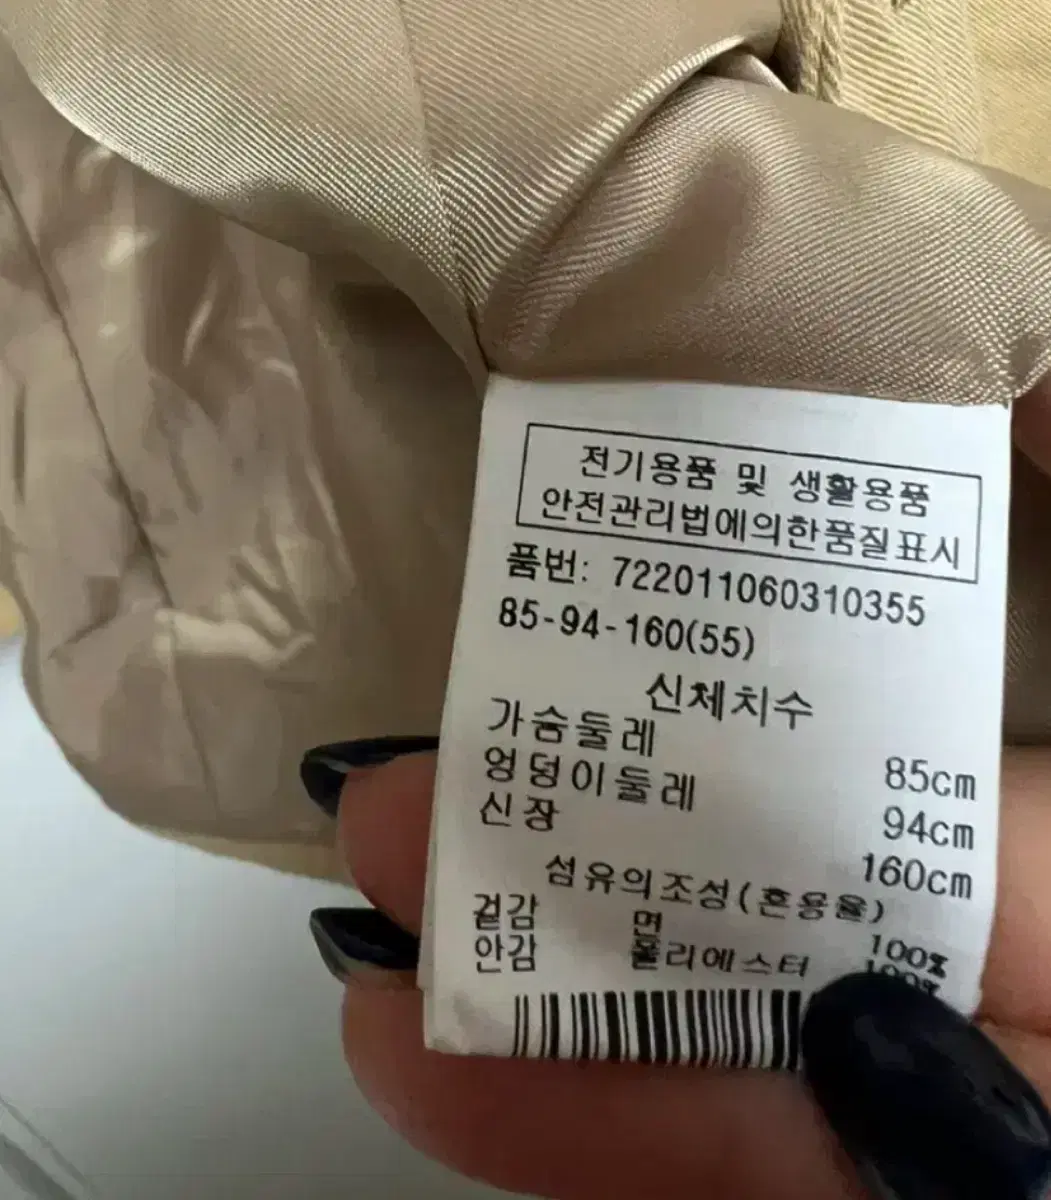 전기용품 및 생활용품
안전관리법에의한품질표시
품번: 722011060310355
85-94-160(55)
신체치수
가슴둘레 85cm
엉덩이둘레 94cm
신장 160cm
섬유의조성(혼용율)
겉감 면 100%
안감 폴리에스터 100%